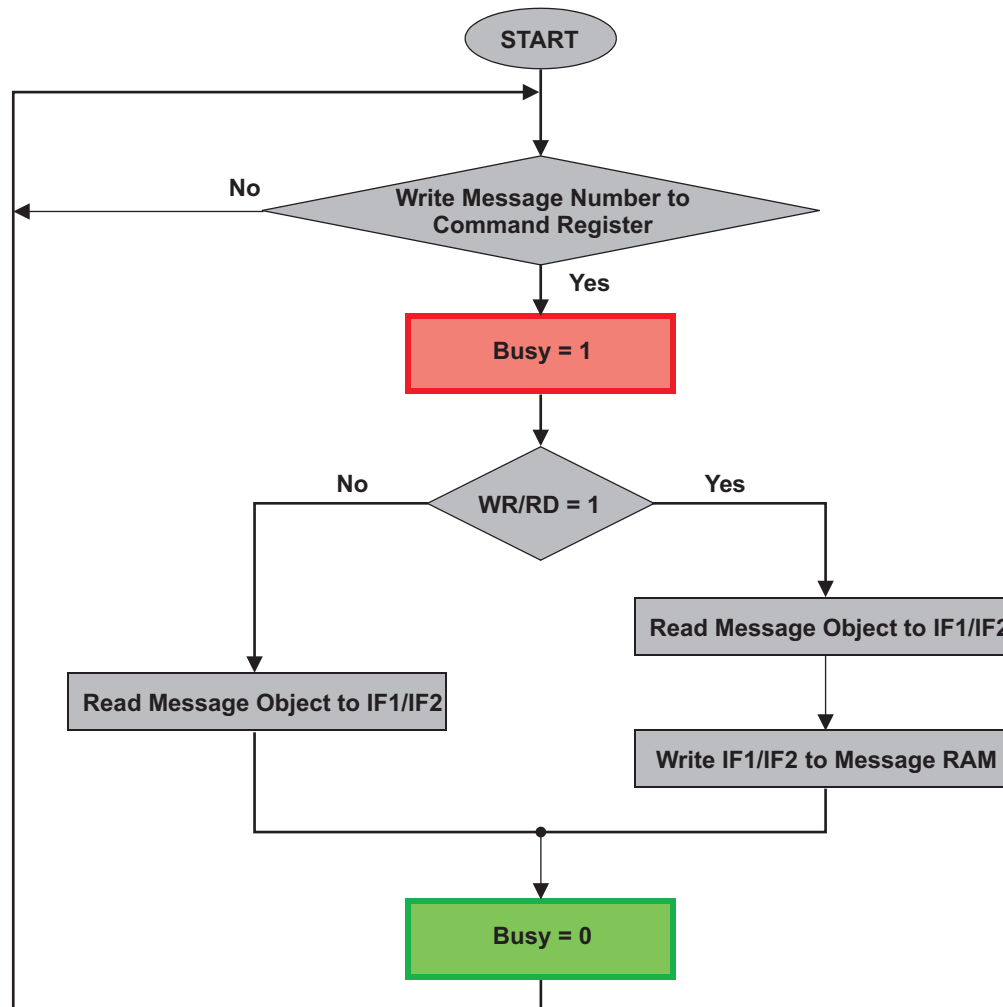 START
No
Write Message Number to
Command Register
Yes
Busy = 1
No
Yes
WR/RD = 1
Read Message Object to IF1/IF2
Read Message Object to IF1/IF2
Write IF1/IF2 to Message RAM
Busy = 0